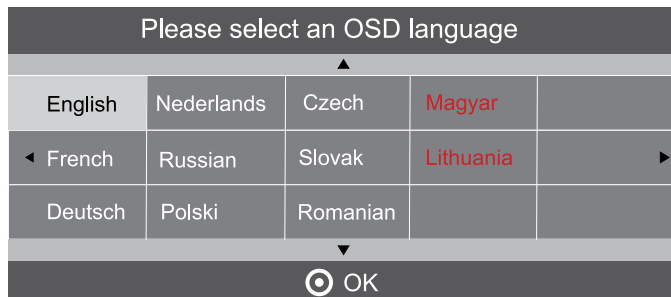 Please select an OSD language
English Nederlands Czech Magyar
French Russian Slovak Lithuania
Deutsch Polski Romanian
OK